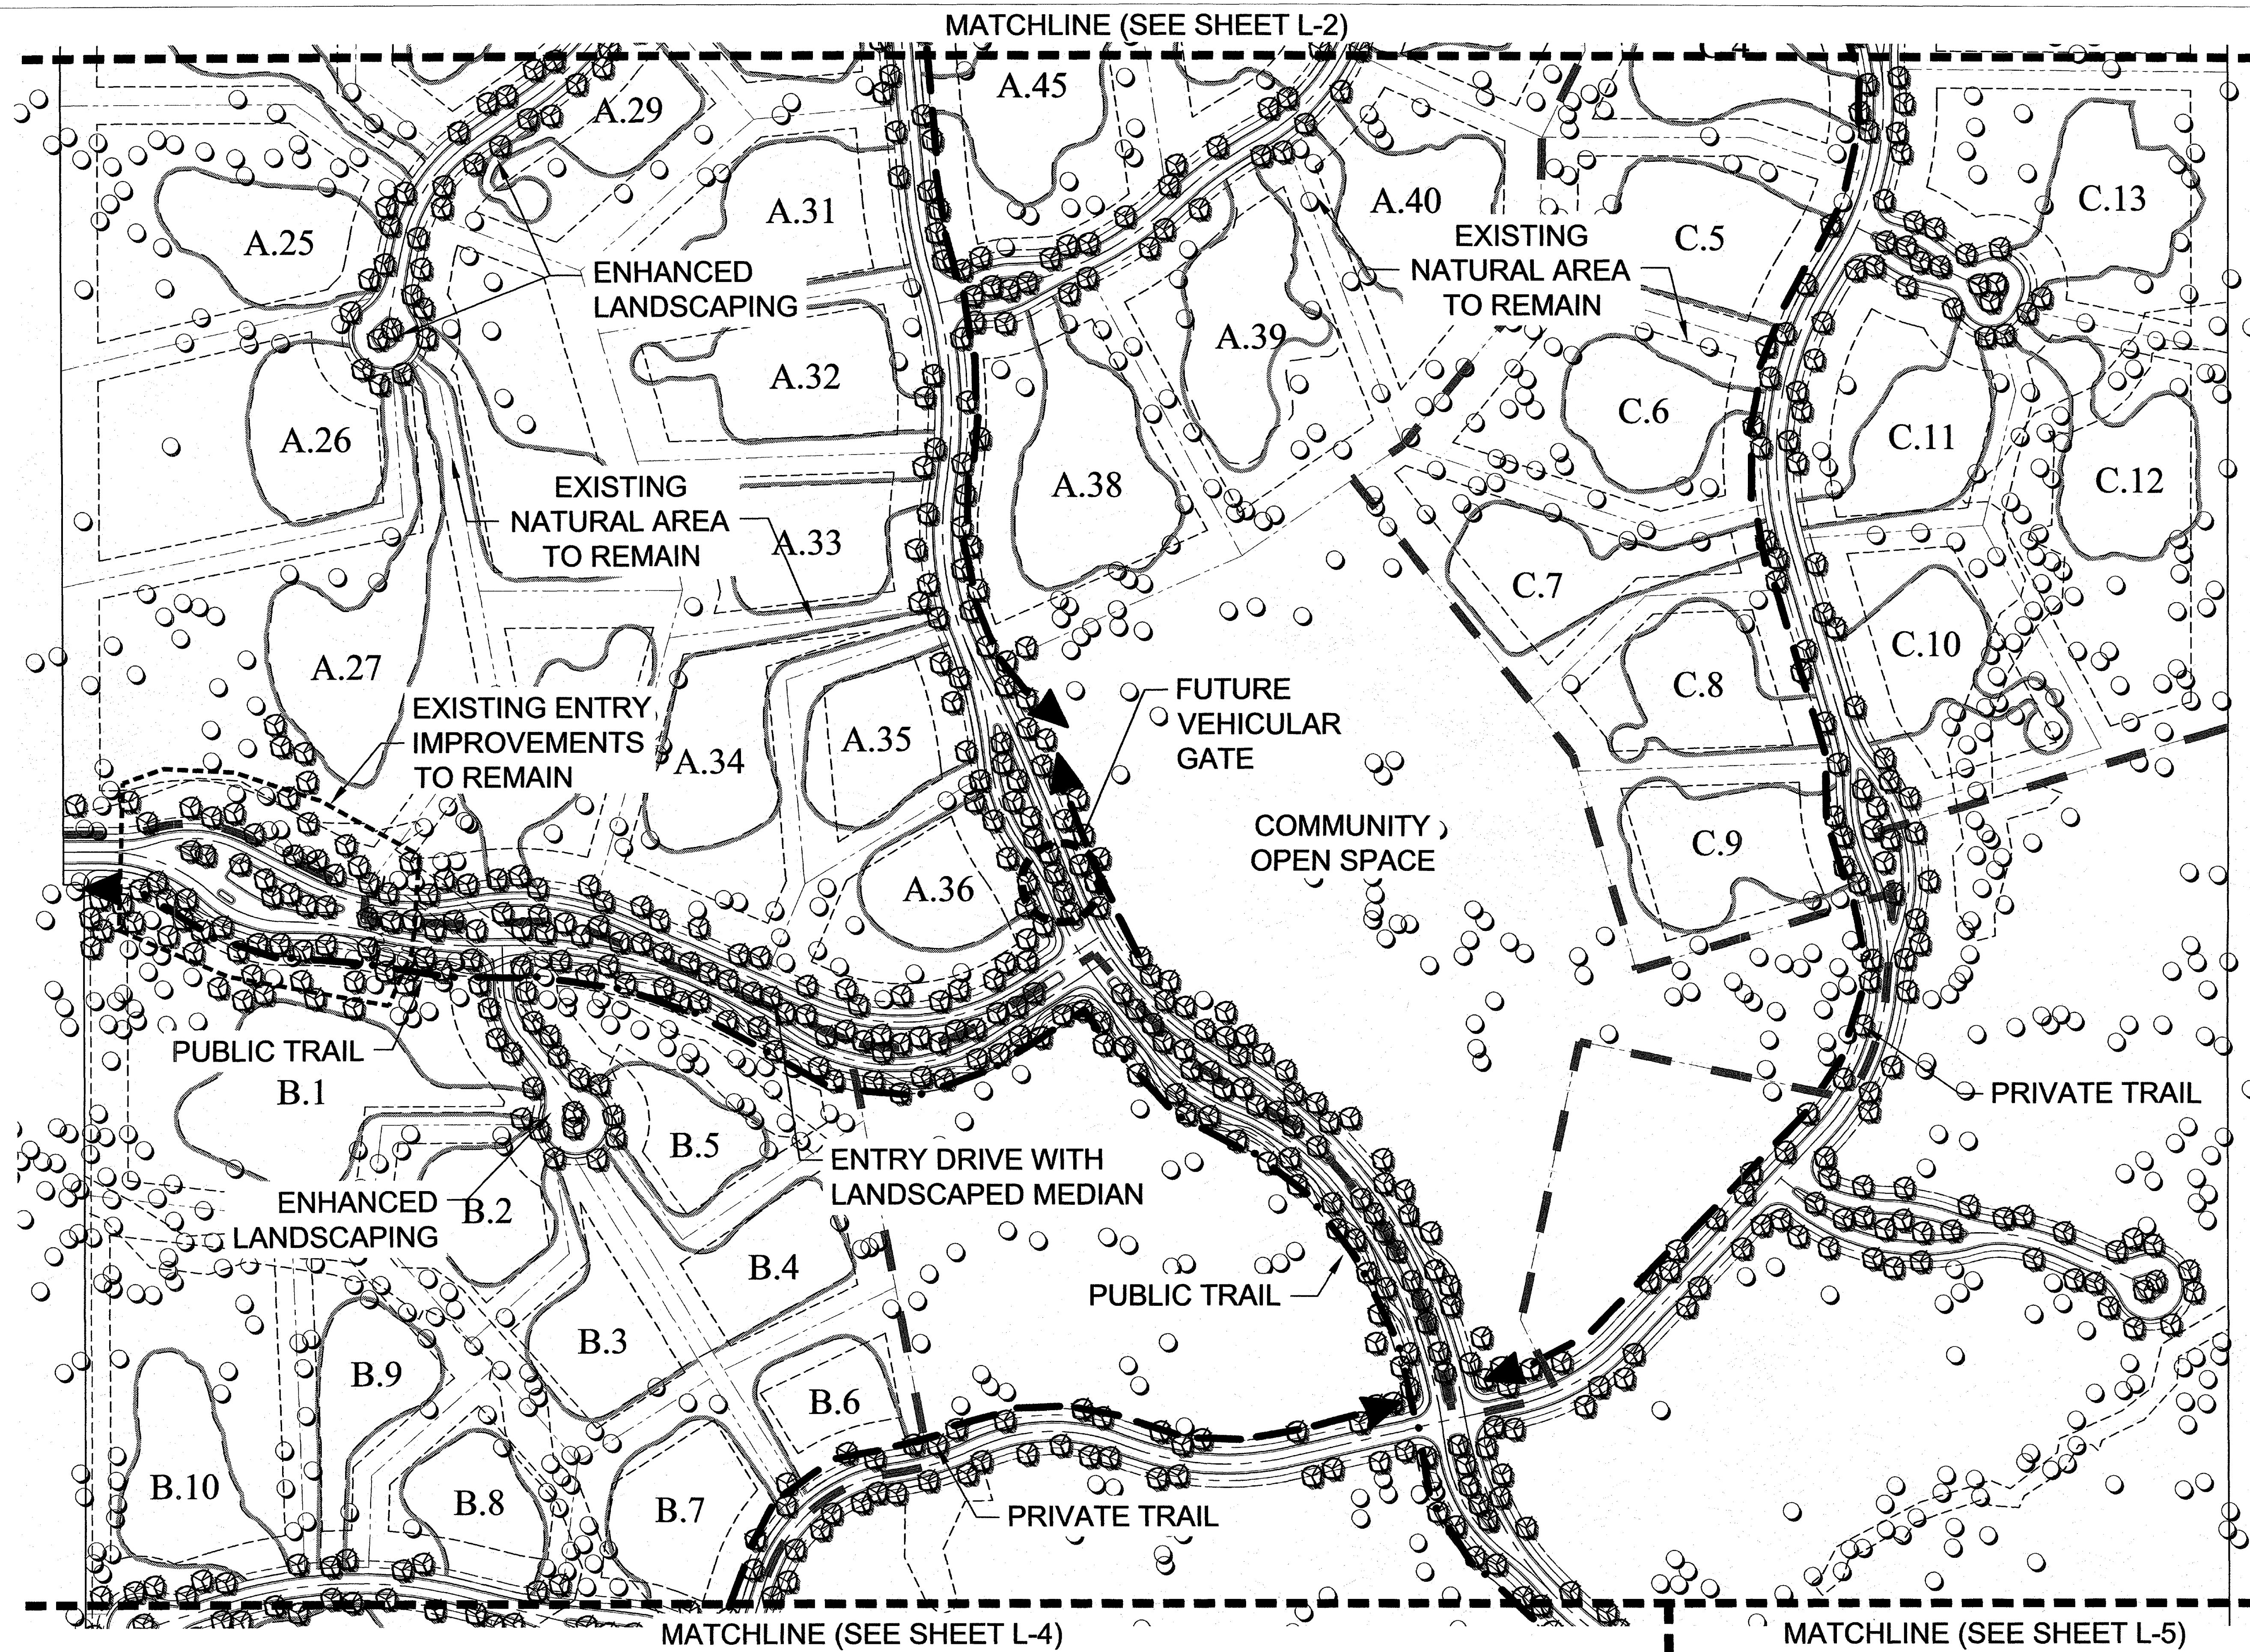 MATCHLINE (SEE SHEET L-2)
A.45
A.29
A.31
A.40
C.5
C.13
A.25
EXISTING
NATURAL AREA
TO REMAIN
ENHANCED
LANDSCAPING
A.39
A.32
C.6
C.11
A.26
C.12
A.38
EXISTING
NATURAL AREA
TO REMAIN
A.33
C.7
C.10
A.27
C.8
FUTURE
VEHICULAR
GATE
EXISTING ENTRY
IMPROVEMENTS
TO REMAIN
A.35
A.34
COMMUNITY
OPEN SPACE
C.9
A.36
PUBLIC TRAIL
B.1
PRIVATE TRAIL
B.5
ENTRY DRIVE WITH
LANDSCAPED MEDIAN
ENHANCED
LANDSCAPING
B.2
B.4
PUBLIC TRAIL
B.3
B.9
B.6
B.10
B.8
B.7
PRIVATE TRAIL
MATCHLINE (SEE SHEET L-4)
MATCHLINE (SEE SHEET L-5)